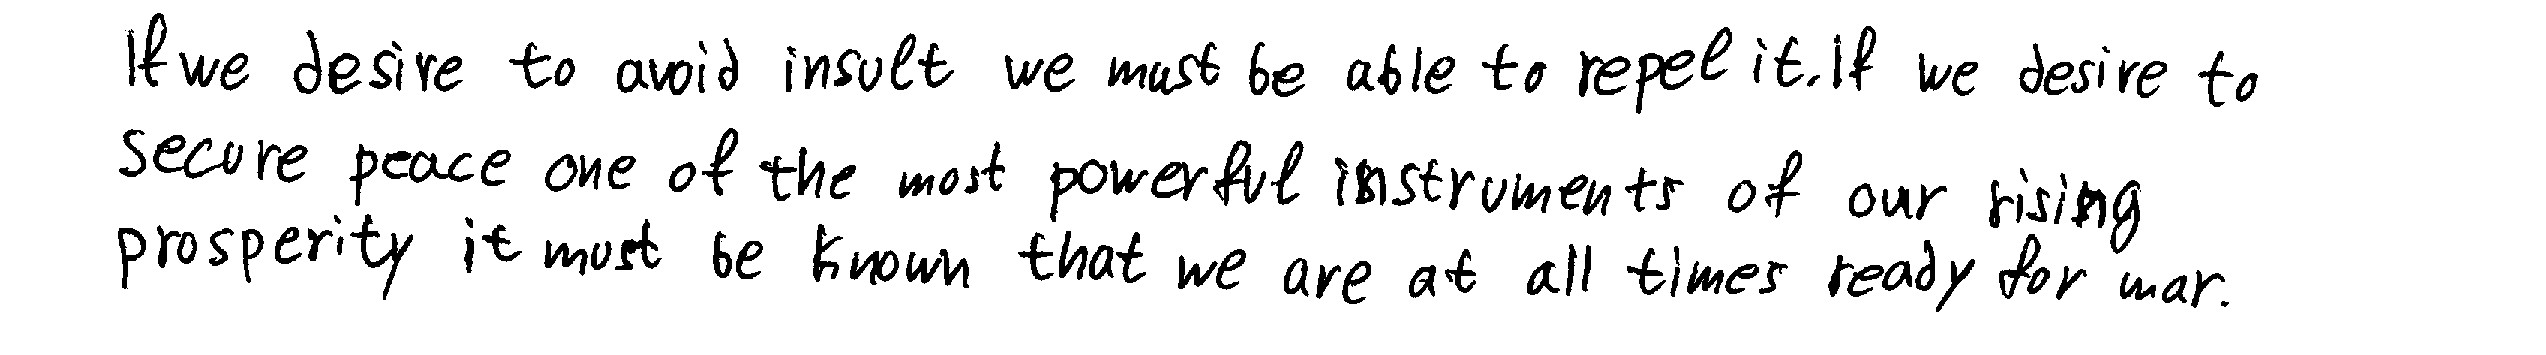 If we desire to avoid insult we must be able to repel it. If we desire to
secure peace one of the most powerful instruments of our rising
prosperity it must be known that we are at all times ready for war.